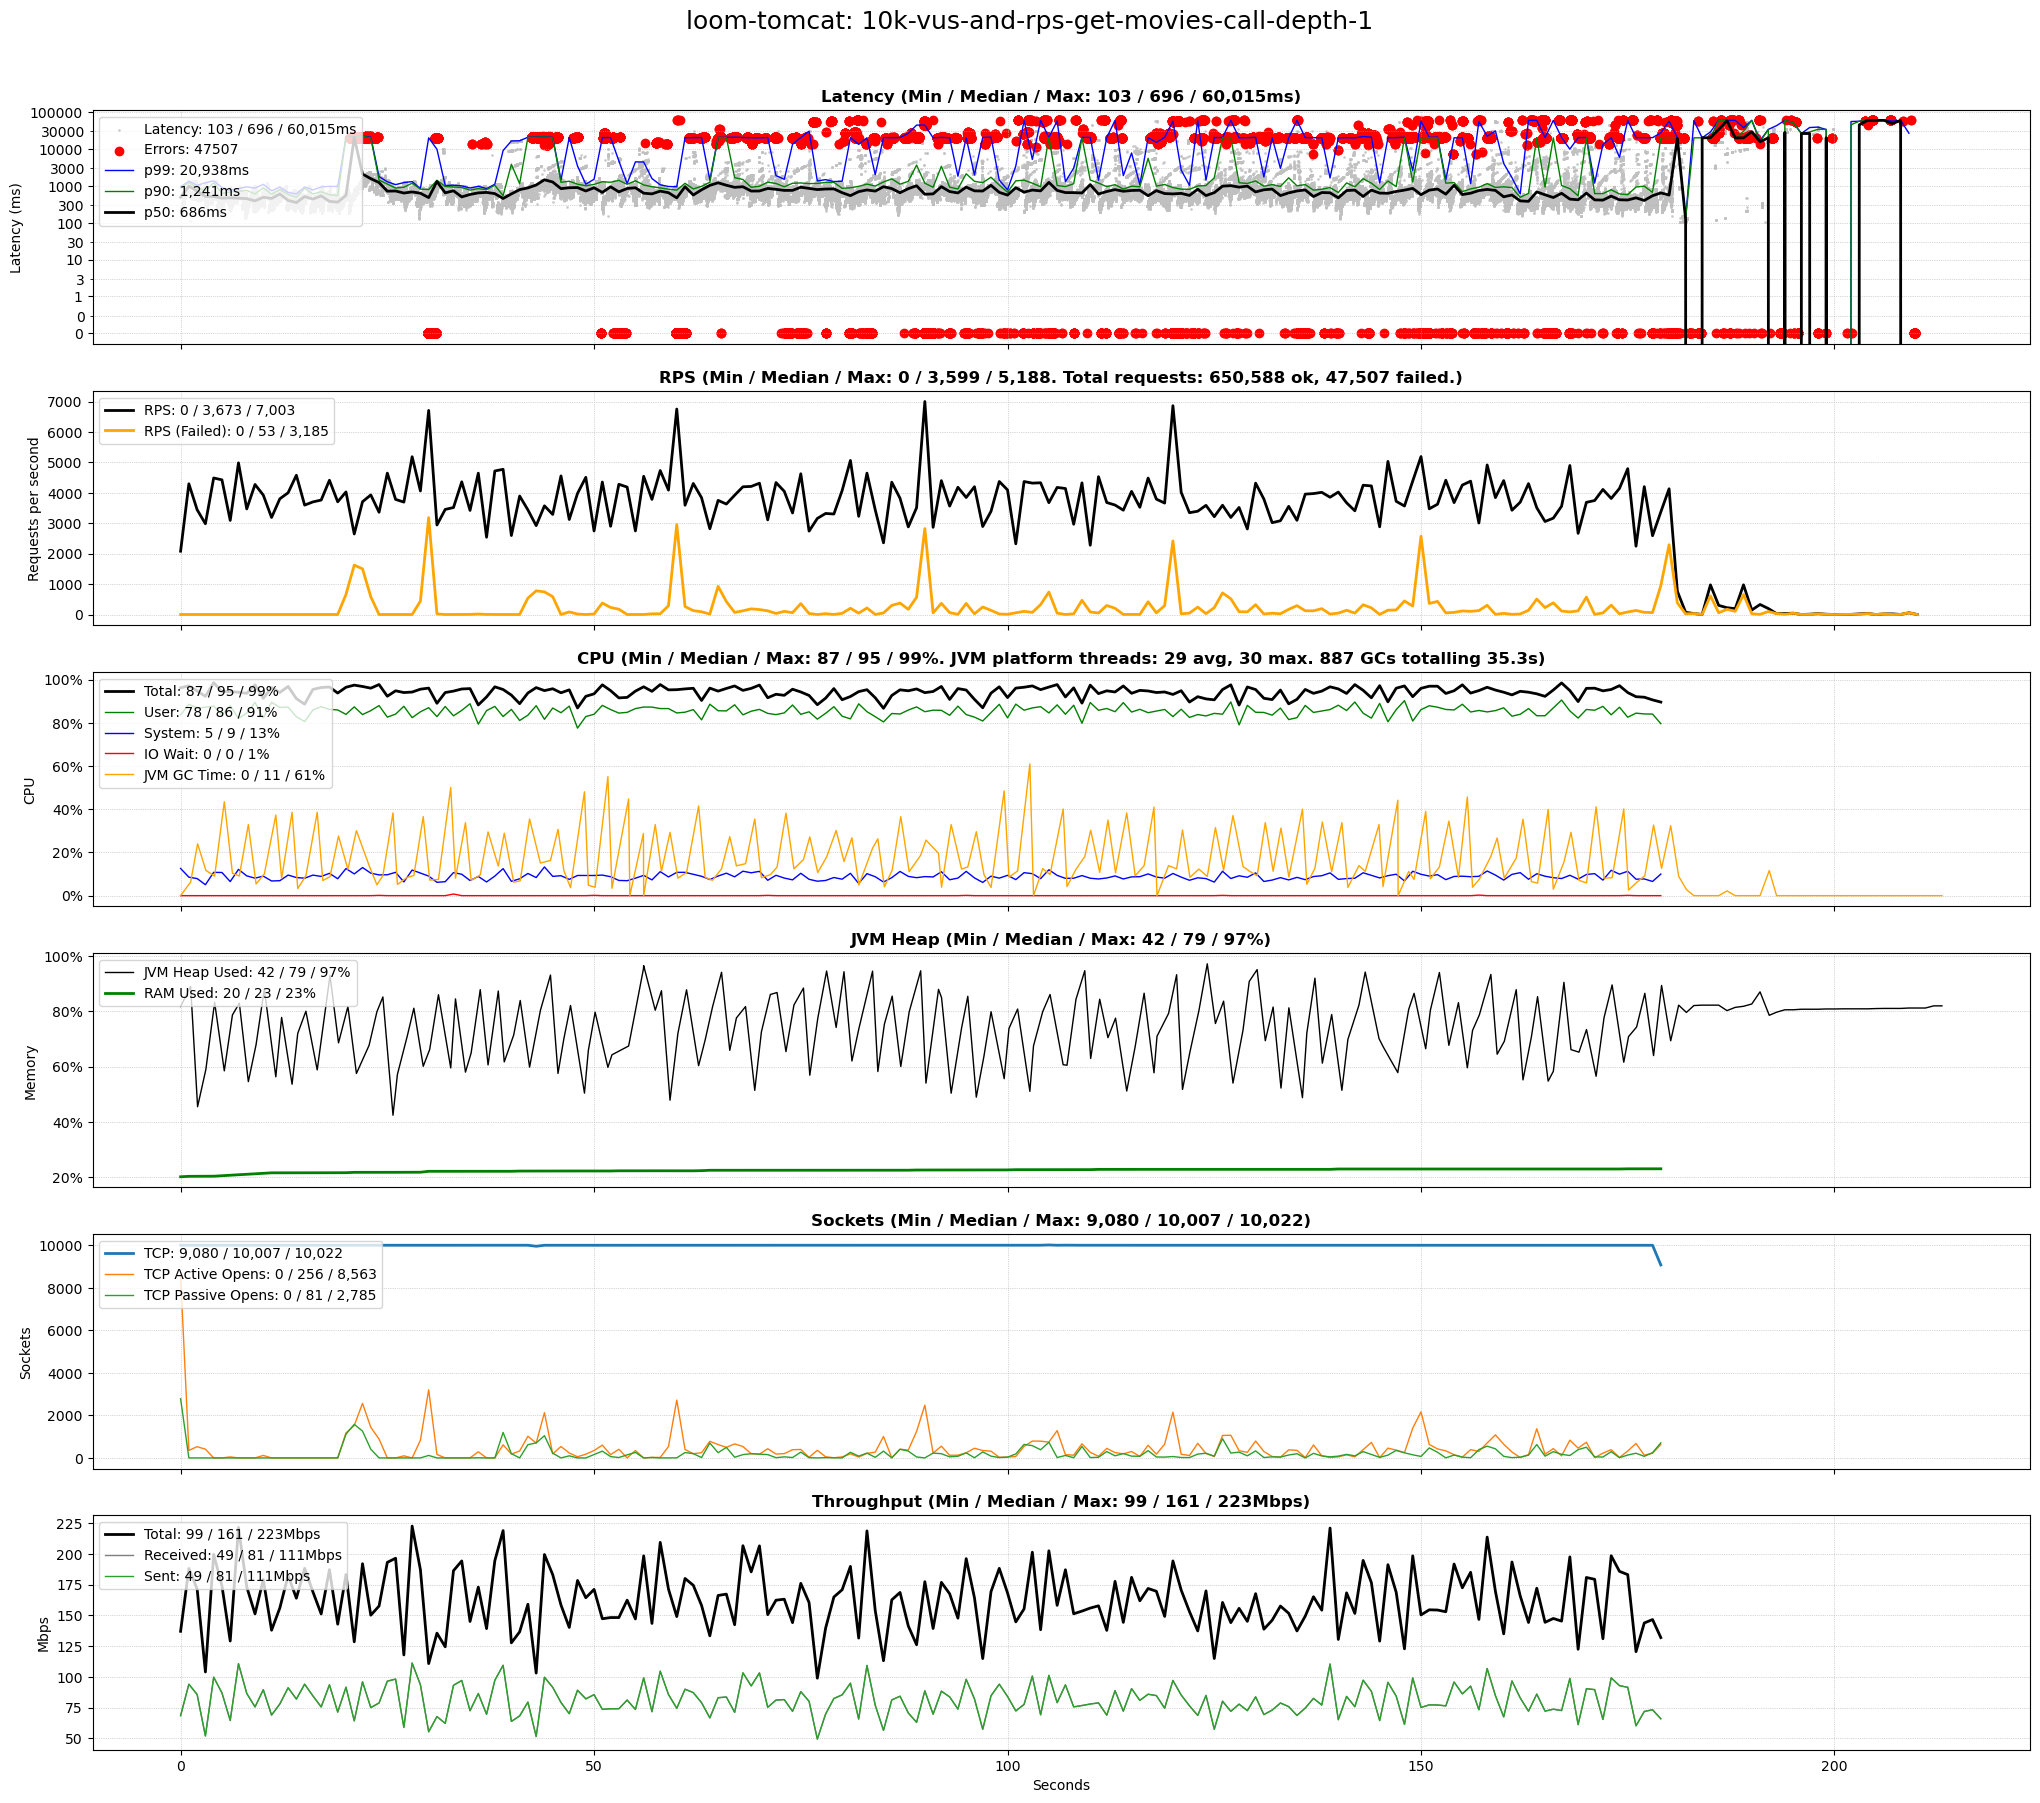 loom-tomcat: 10k-vus-and-rps-get-movies-call-depth-1
Latency (Min / Median / Max: 103 / 696 / 60,015ms)
Latency (ms)
100000
30000
10000
3000
1000
300
100
30
10
3
1
0
0
Latency: 103 / 696 / 60,015ms
Errors: 47507
p99: 20,938ms
p90: 1,241ms
p50: 686ms
RPS (Min / Median / Max: 0 / 3,599 / 5,188. Total requests: 650,588 ok, 47,507 failed.)
Requests per second
7000
6000
5000
4000
3000
2000
1000
0
RPS: 0 / 3,673 / 7,003
RPS (Failed): 0 / 53 / 3,185
CPU (Min / Median / Max: 87 / 95 / 99%. JVM platform threads: 29 avg, 30 max. 887 GCs totalling 35.3s)
CPU
100%
80%
60%
40%
20%
0%
Total: 87 / 95 / 99%
User: 78 / 86 / 91%
System: 5 / 9 / 13%
IO Wait: 0 / 0 / 1%
JVM GC Time: 0 / 11 / 61%
JVM Heap (Min / Median / Max: 42 / 79 / 97%)
Memory
100%
80%
60%
40%
20%
JVM Heap Used: 42 / 79 / 97%
RAM Used: 20 / 23 / 23%
Sockets (Min / Median / Max: 9,080 / 10,007 / 10,022)
Sockets
10000
8000
6000
4000
2000
0
TCP: 9,080 / 10,007 / 10,022
TCP Active Opens: 0 / 256 / 8,563
TCP Passive Opens: 0 / 81 / 2,785
Throughput (Min / Median / Max: 99 / 161 / 223Mbps)
Mbps
225
200
175
150
125
100
75
50
Total: 99 / 161 / 223Mbps
Received: 49 / 81 / 111Mbps
Sent: 49 / 81 / 111Mbps
0
50
100
150
200
Seconds